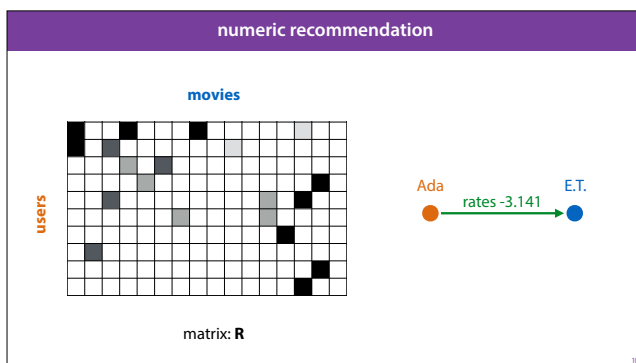 numeric recommendation
movies
users
Ada
E.T.
rates -3.141
matrix: R